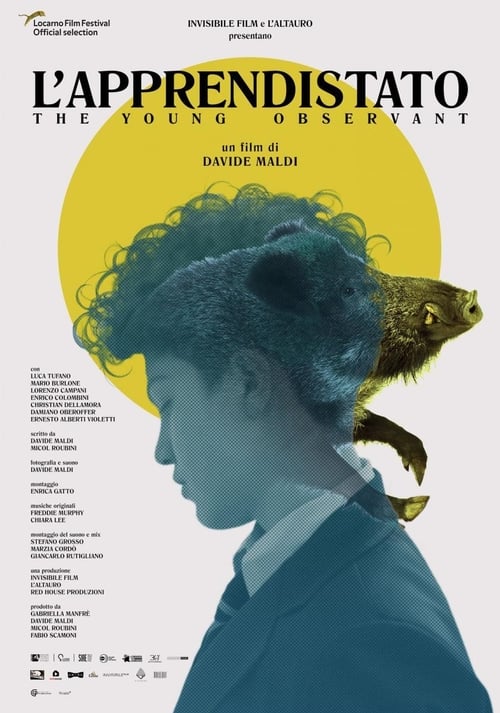 Locarno Film Festival
Official selection
INVISIBILE FILM e L'ALTAURO
presentano
L'APPRENDISTATO
THE YOUNG OBSERVANT
un film di
DAVIDE MALDI
con
LUCA TUFANO
MARIO BURLONE
LORENZO CAMPANI
ENRICO COLOMBINI
CHRISTIAN DELLAMORA
DAMIANO OBEROFFER
ERNESTO ALBERTI VIOLETTI
scritto da
DAVIDE MALDI
MICOL ROUBINI
fotografia e suono
DAVIDE MALDI
montaggio
ENRICA GATTO
musiche originali
FREDDIE MURPHY
CHIARA LEE
montaggio del suono e mix
STEFANO GROSSO
MARZIA CORDÒ
GIANCARLO RUTIGLIANO
una produzione
INVISIBILE FILM
L'ALTAURO
RED HOUSE PRODUZIONI
prodotto da
GABRIELLA MANFRÈ
DAVIDE MALDI
MICOL ROUBINI
FABIO SCAMONI